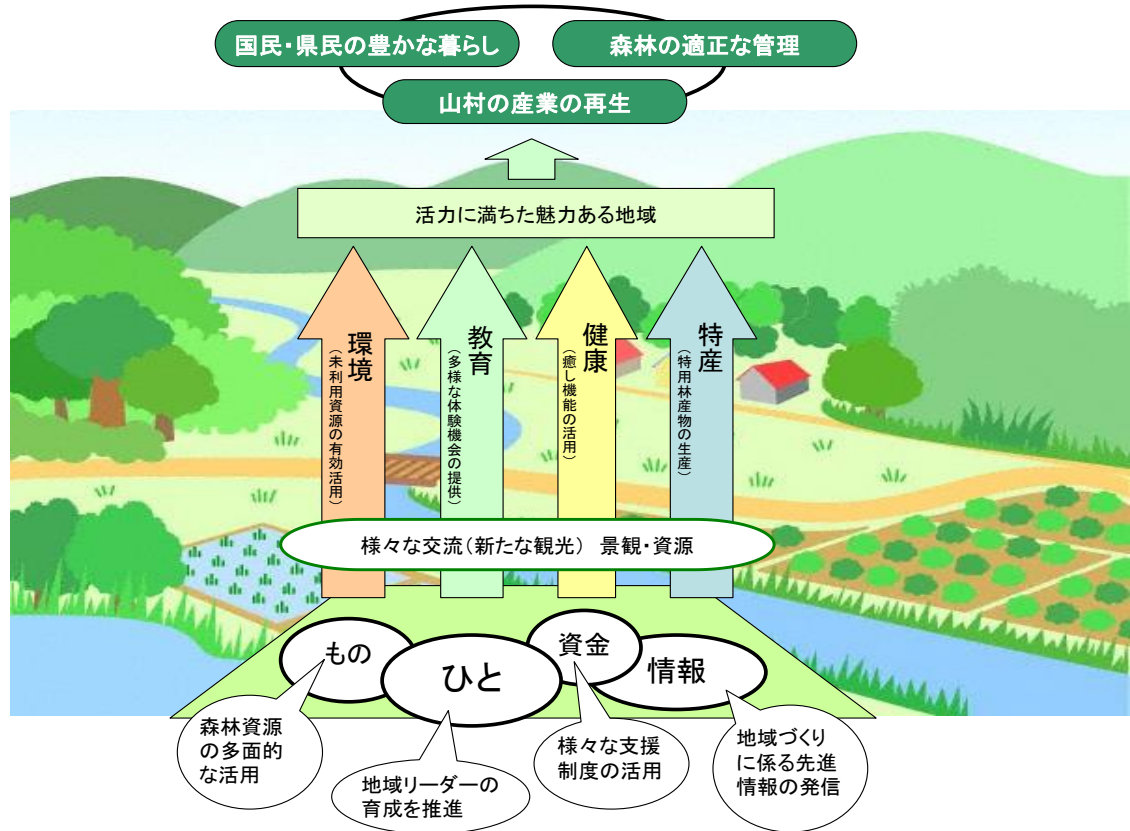 国民・県民の豊かな暮らし
森林の適正な管理
山村の産業の再生
活力に満ちた魅力ある地域
環境
(未利用資源の有効活用)
教育
(多様な体験機会の提供)
健康
(癒し機能の活用)
特産
(特用林産物の生産)
様々な交流(新たな観光) 景観・資源
もの
ひと
資金
情報
森林資源
の多面的
な活用
地域リーダーの
育成を推進
様々な支援
制度の活用
地域づくり
に係る先進
情報の発信